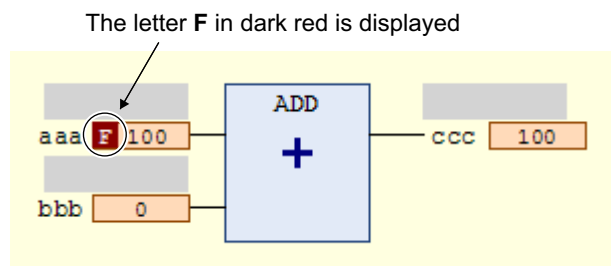 The letter F in dark red is displayed
ADD
aaa F 100
+
ccc 100
bbb 0